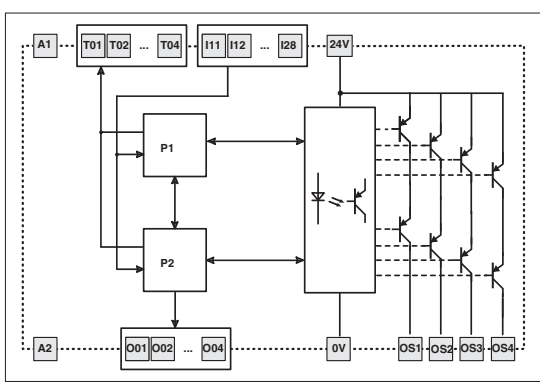 A1 T01 T02 ... T04 I11 I12 ... I28 24V
P1
P2
A2 O01 O02 ... O04 0V OS1 OS2 OS3 OS4